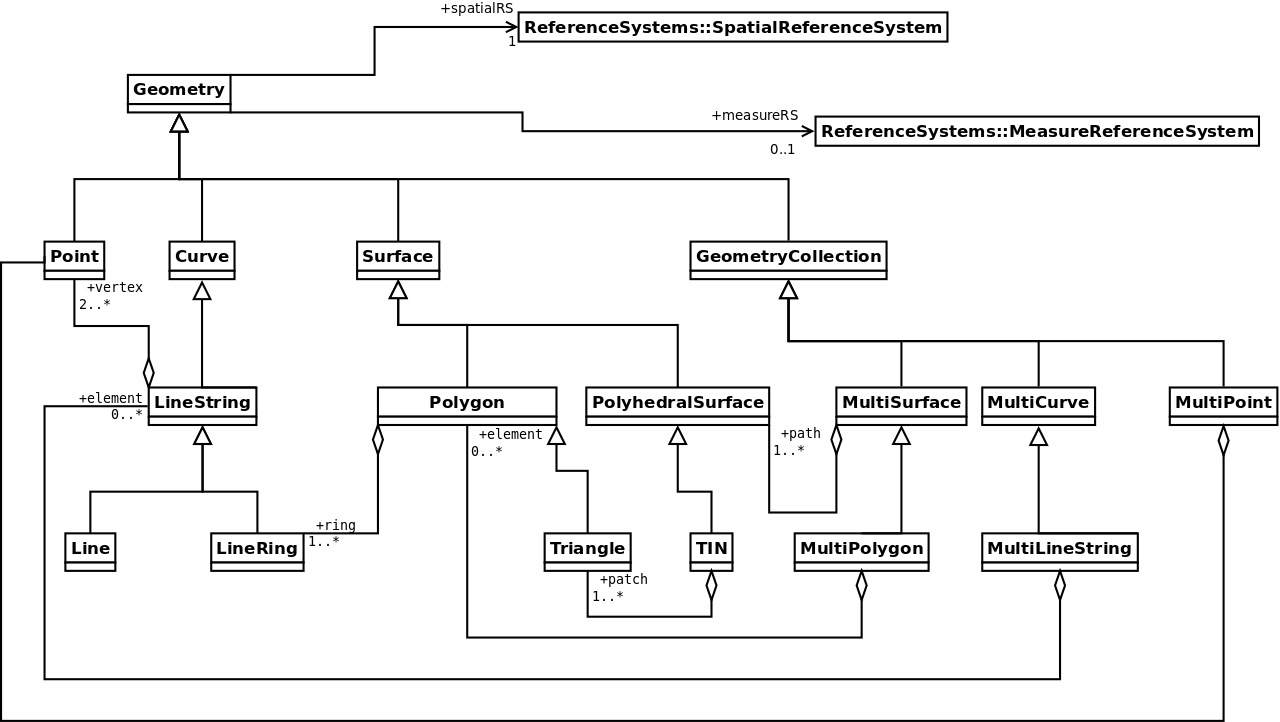 +spatialRS
ReferenceSystems::SpatialReferenceSystem
1
Geometry
+measureRS
ReferenceSystems::MeasureReferenceSystem
0..1
Point
Curve
Surface
GeometryCollection
+vertex
2..*
+element
0..*
LineString
Polygon
PolyhedralSurface
MultiSurface
MultiCurve
MultiPoint
+element
0..*
+path
1..*
+ring
1..*
Line
LineRing
Triangle
TIN
MultiPolygon
MultiLineString
+patch
1..*